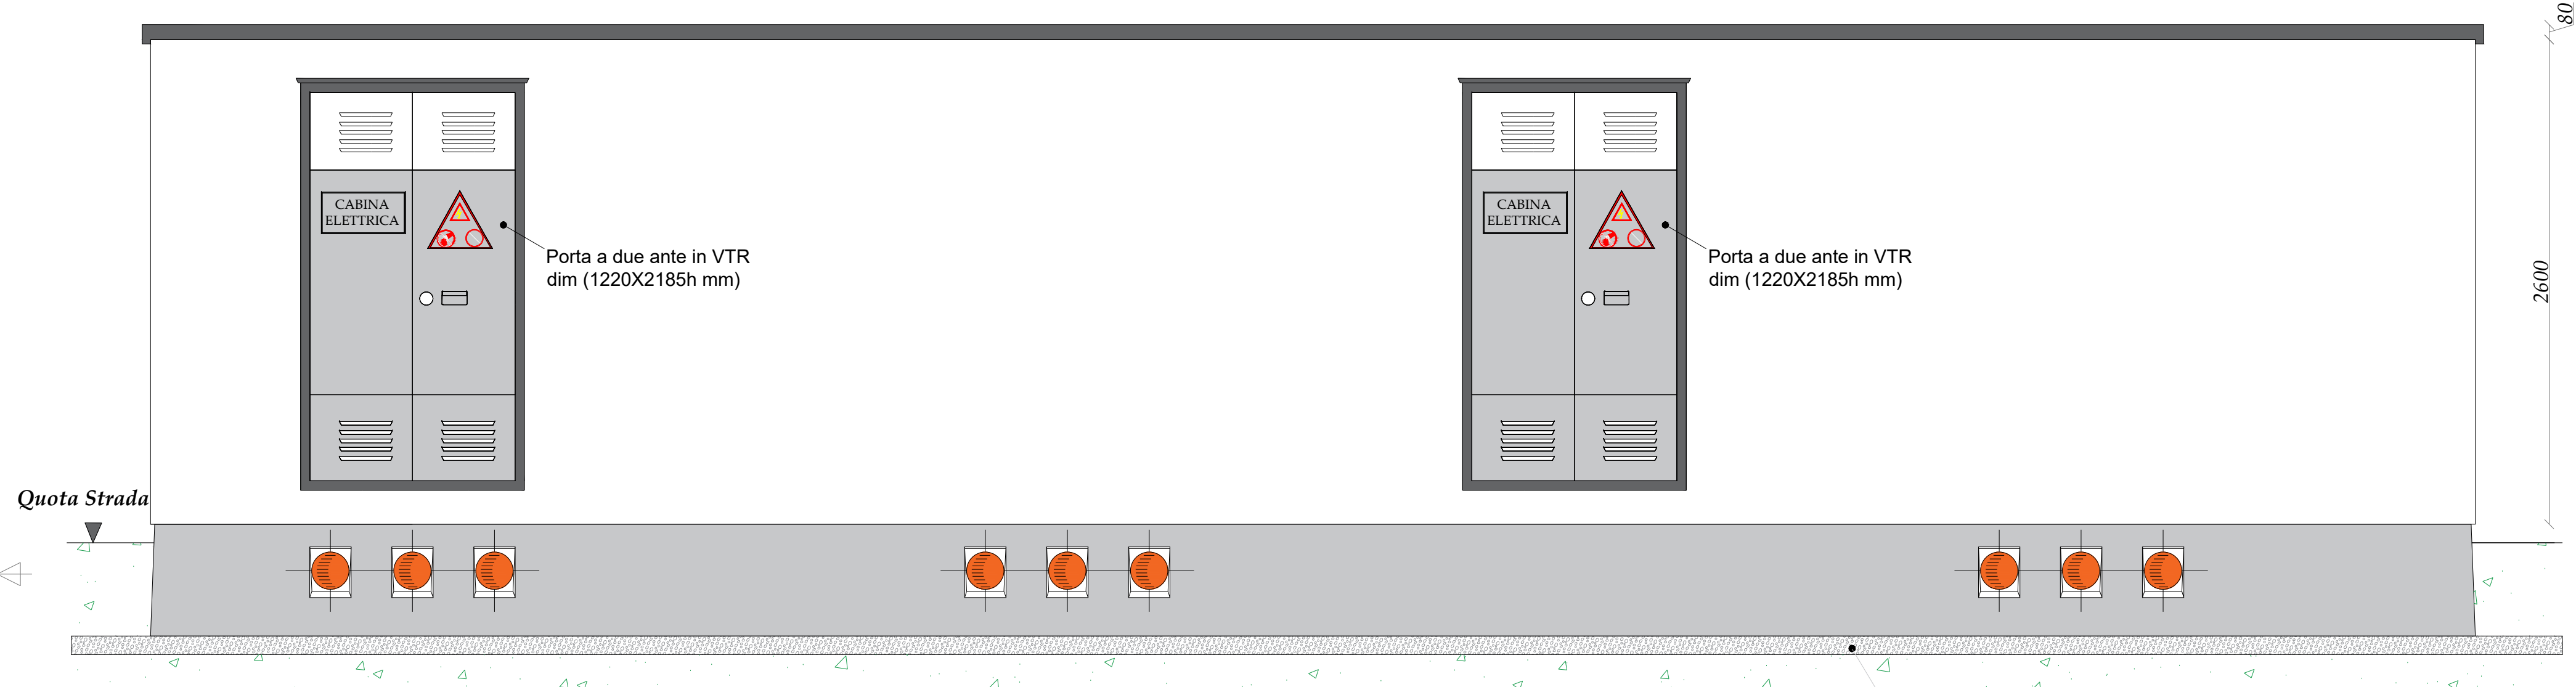 80
CABINA
ELETTRICA
Porta a due ante in VTR
dim (1220X2185h mm)
CABINA
ELETTRICA
Porta a due ante in VTR
dim (1220X2185h mm)
2600
Quota Strada